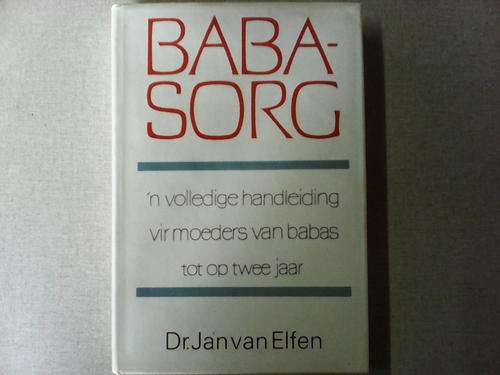 BABA-
SORG
'n volledige handleiding
vir moeders van babas
tot op twee jaar
Dr. Jan van Elfen